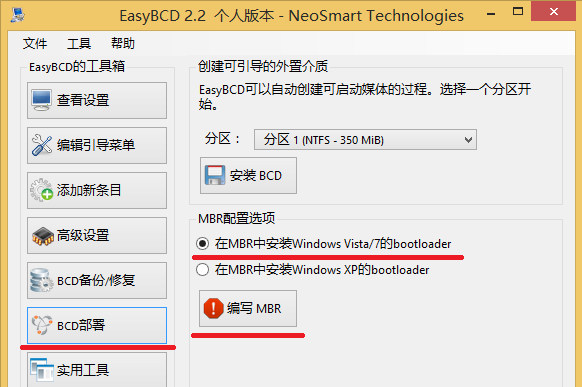 EasyBCD 2.2 个人版本 - NeoSmart Technologies
文件 工具 帮助
EasyBCD的工具箱
查看设置
编辑引导菜单
添加新条目
高级设置
BCD备份/修复
BCD部署
实用工具
创建可引导的外置介质
EasyBCD可以自动创建可启动媒体的过程。选择一个分区开
始。
分区： 分区 1 (NTFS - 350 MiB)
安装 BCD
MBR配置选项
在MBR中安装Windows Vista/7的bootloader
在MBR中安装Windows XP的bootloader
编写 MBR